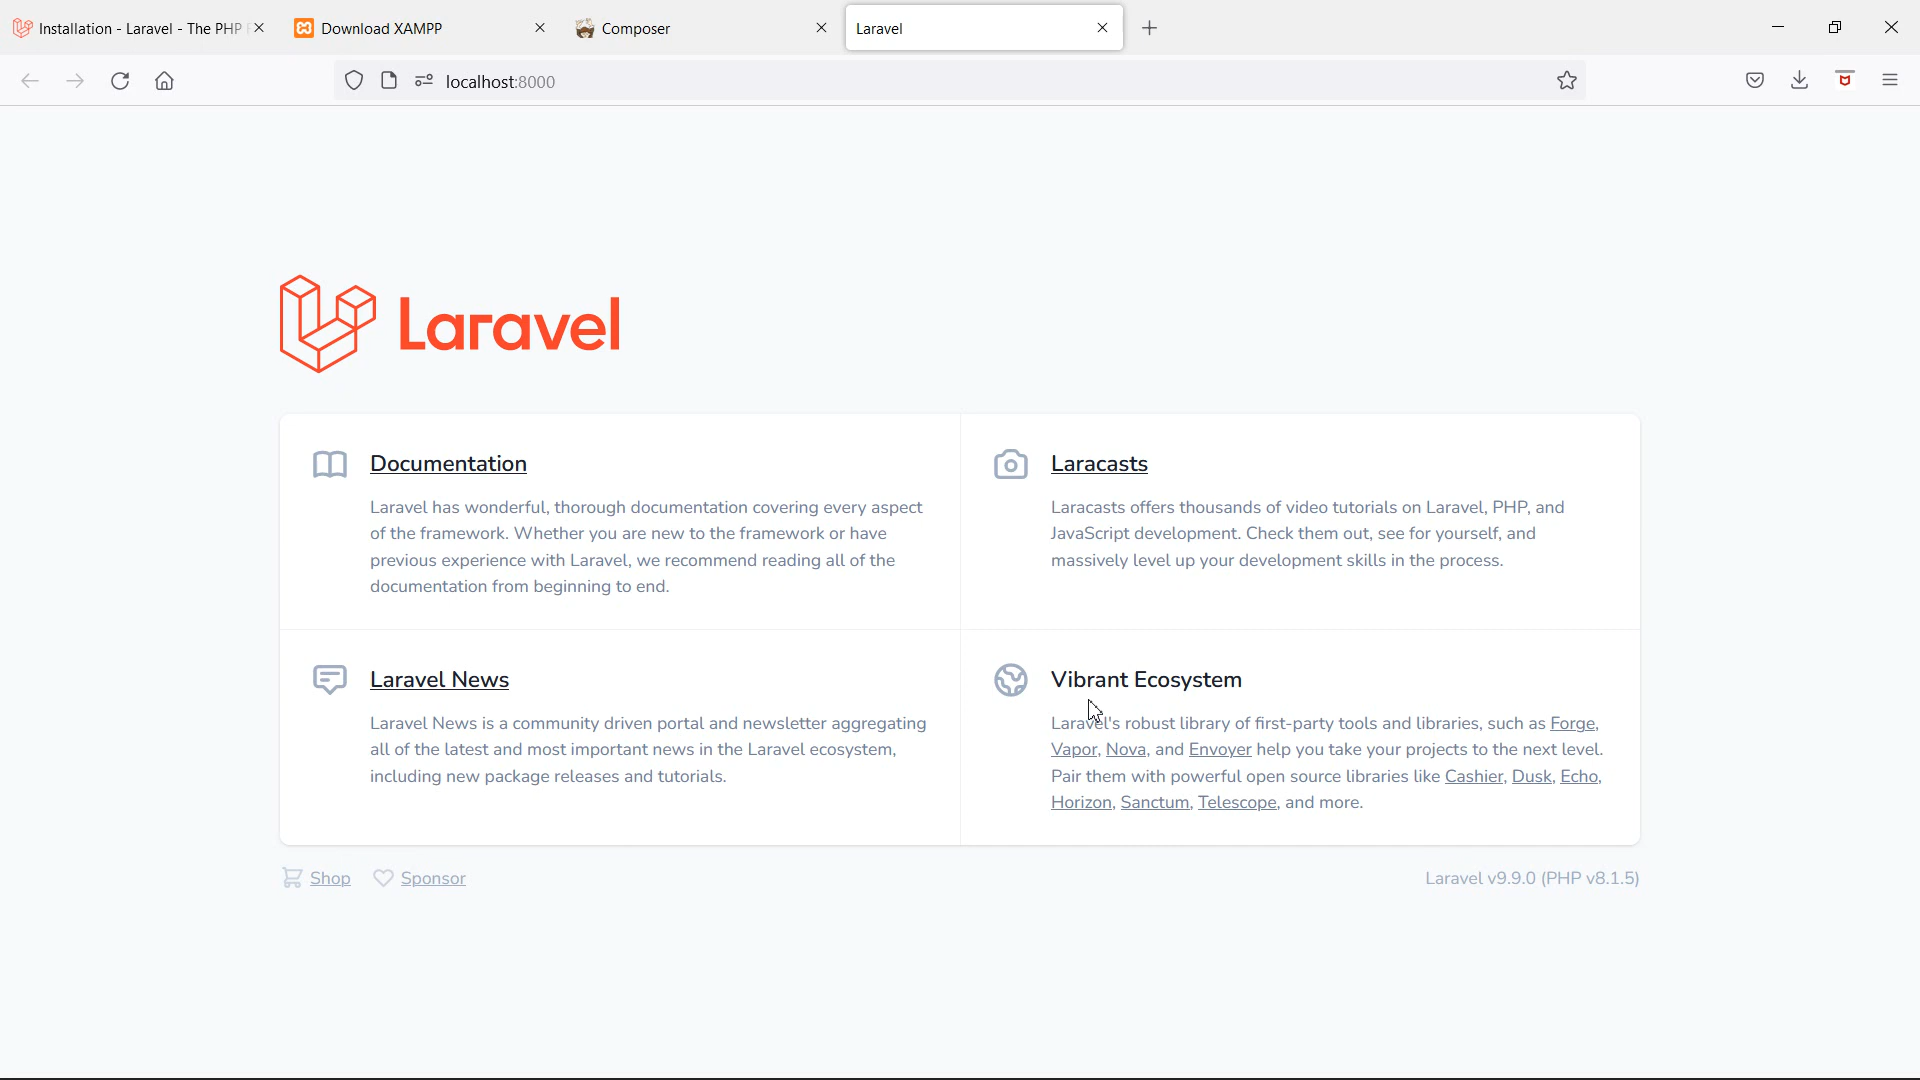 Installation - Laravel - The PHP
Download XAMPP
Composer
Laravel
localhost:8000
Laravel
Documentation
Laravel has wonderful, thorough documentation covering every aspect
of the framework. Whether you are new to the framework or have
previous experience with Laravel, we recommend reading all of the
documentation from beginning to end.
Laracasts
Laracasts offers thousands of video tutorials on Laravel, PHP, and
JavaScript development. Check them out, see for yourself, and
massively level up your development skills in the process.
Laravel News
Laravel News is a community driven portal and newsletter aggregating
all of the latest and most important news in the Laravel ecosystem,
including new package releases and tutorials.
Vibrant Ecosystem
Laravel's robust library of first-party tools and libraries, such as Forge,
Vapor, Nova, and Envoyer help you take your projects to the next level.
Pair them with powerful open source libraries like Cashier, Dusk, Echo,
Horizon, Sanctum, Telescope, and more.
Shop
Sponsor
Laravel v9.9.0 (PHP v8.1.5)